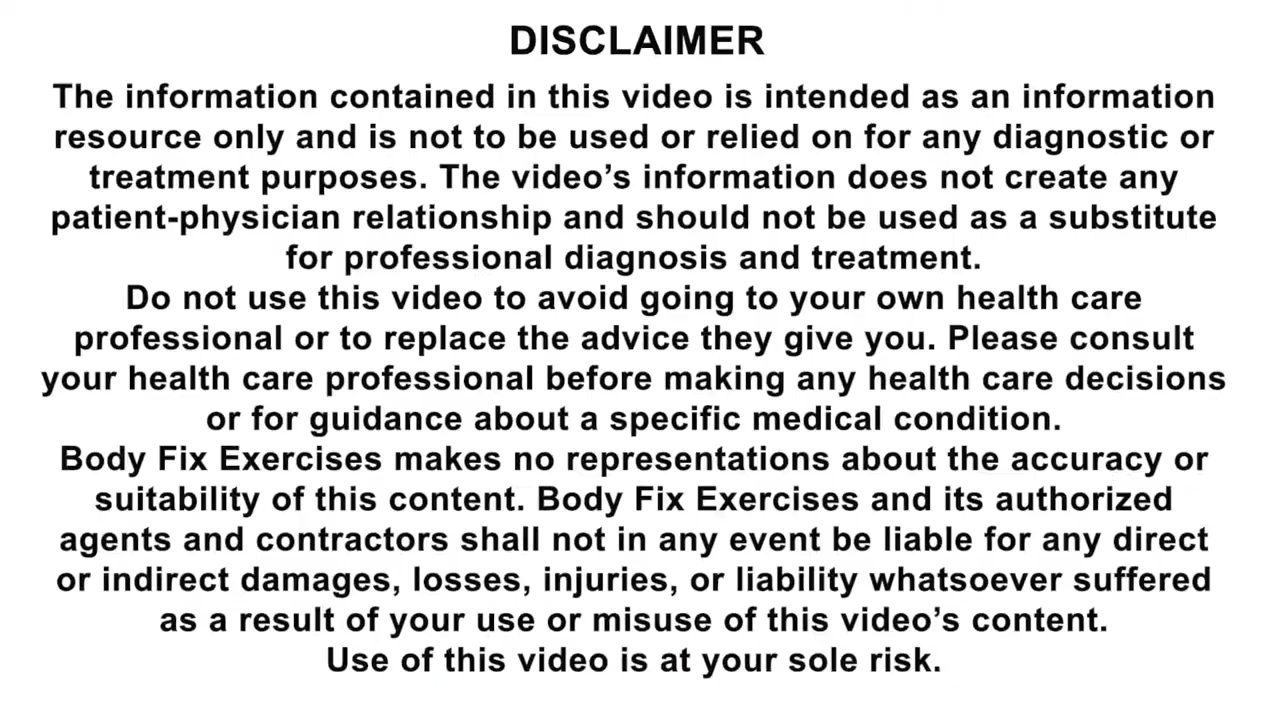 DISCLAIMER
The information contained in this video is intended as an information
resource only and is not to be used or relied on for any diagnostic or
treatment purposes. The video’s information does not create any
patient-physician relationship and should not be used as a substitute
for professional diagnosis and treatment.
Do not use this video to avoid going to your own health care
professional or to replace the advice they give you. Please consult
your health care professional before making any health care decisions
or for guidance about a specific medical condition.
Body Fix Exercises makes no representations about the accuracy or
suitability of this content. Body Fix Exercises and its authorized
agents and contractors shall not in any event be liable for any direct
or indirect damages, losses, injuries, or liability whatsoever suffered
as a result of your use or misuse of this video’s content.
Use of this video is at your sole risk.